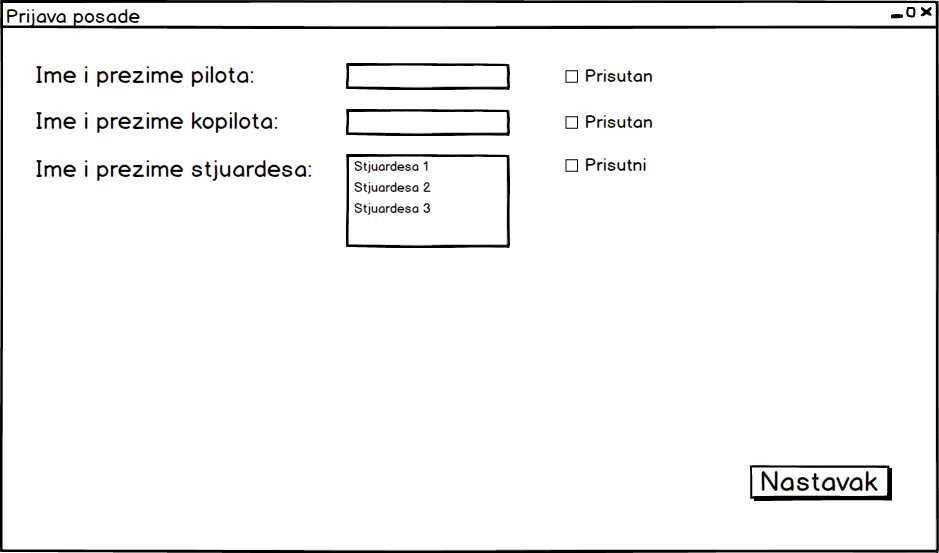 Prijava posade
Ime i prezime pilota:
Prisutan
Ime i prezime kopilota:
Prisutan
Ime i prezime stjuardesa:
Stjuardesa 1
Stjuardesa 2
Stjuardesa 3
Prisutni
Nastavak